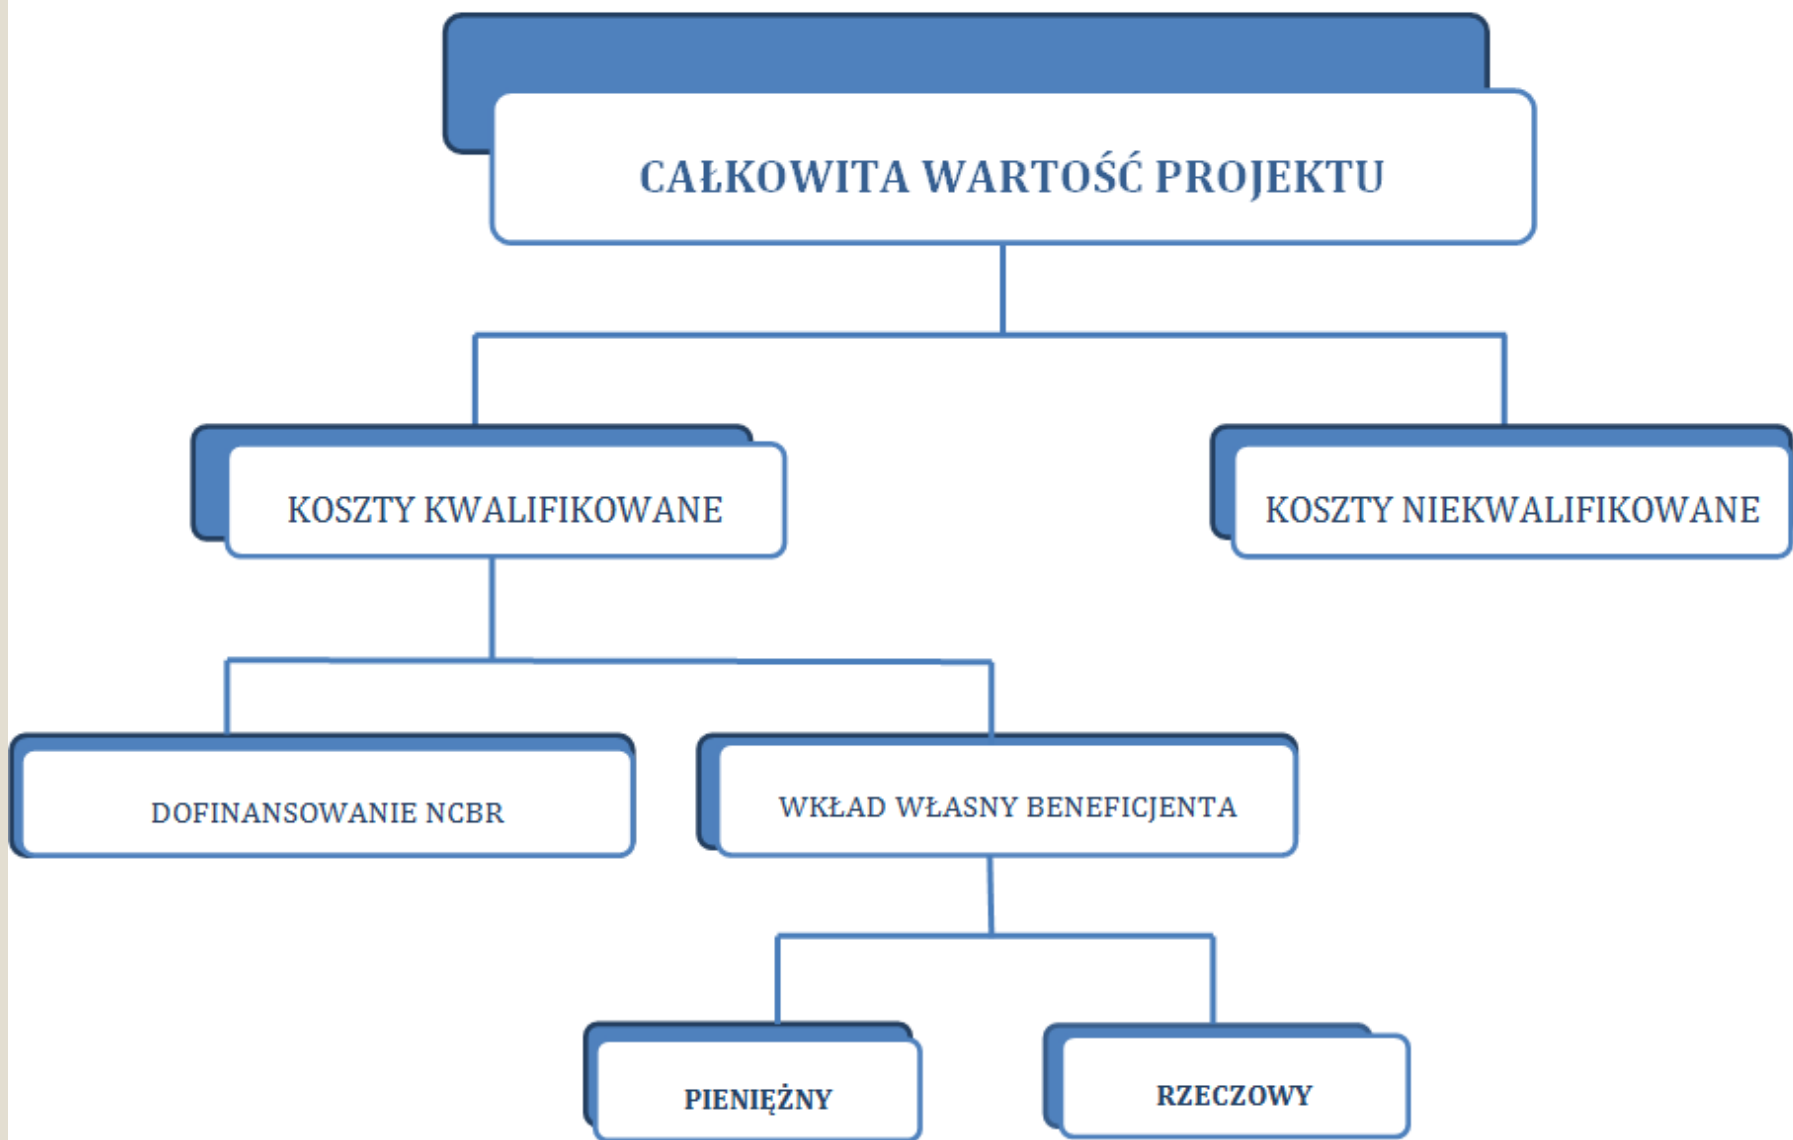 CAŁKOWITA WARTOŚĆ PROJEKTU
KOSZTY KWALIFIKOWANE
KOSZTY NIEKWALIFIKOWANE
DOFINANSOWANIE NCBR
WKŁAD WŁASNY BENEFICJENTA
PIENIĘŻNY
RZECZOWY